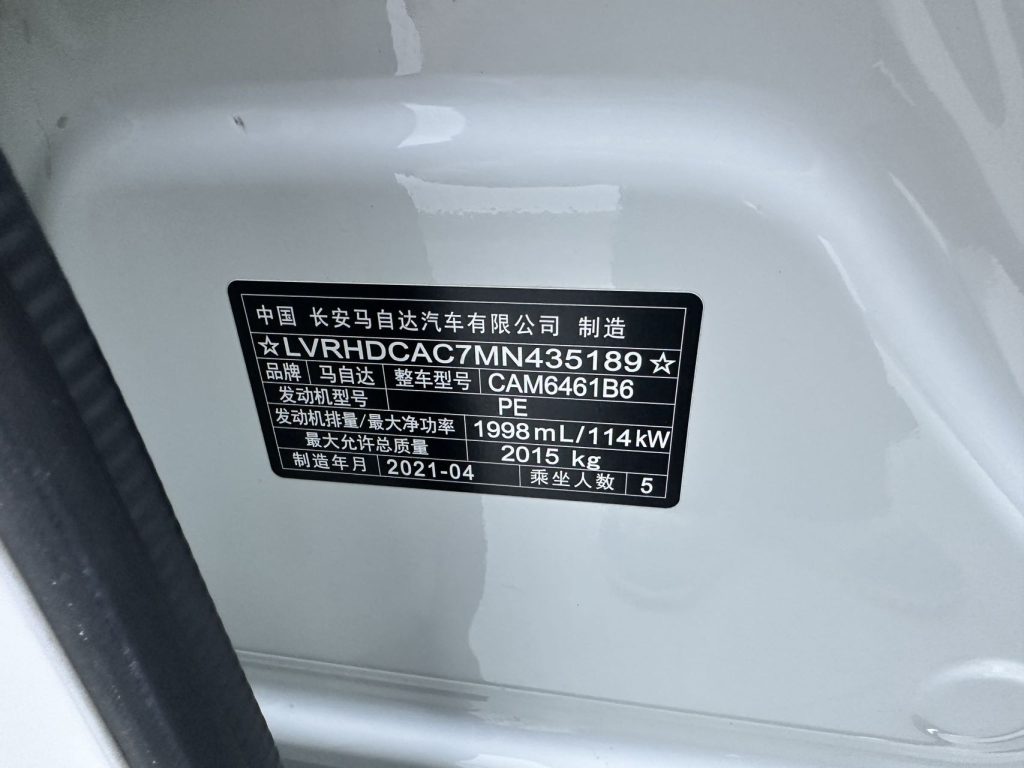 中国 长安马自达汽车有限公司 制造
☆LVRHDCAC7MN435189☆
品牌 马自达 整车型号 CAM6461B6
发动机型号 PE
发动机排量/最大净功率 1998mL/114kW
最大允许总质量 2015 kg
制造年月 2021-04 乘坐人数 5